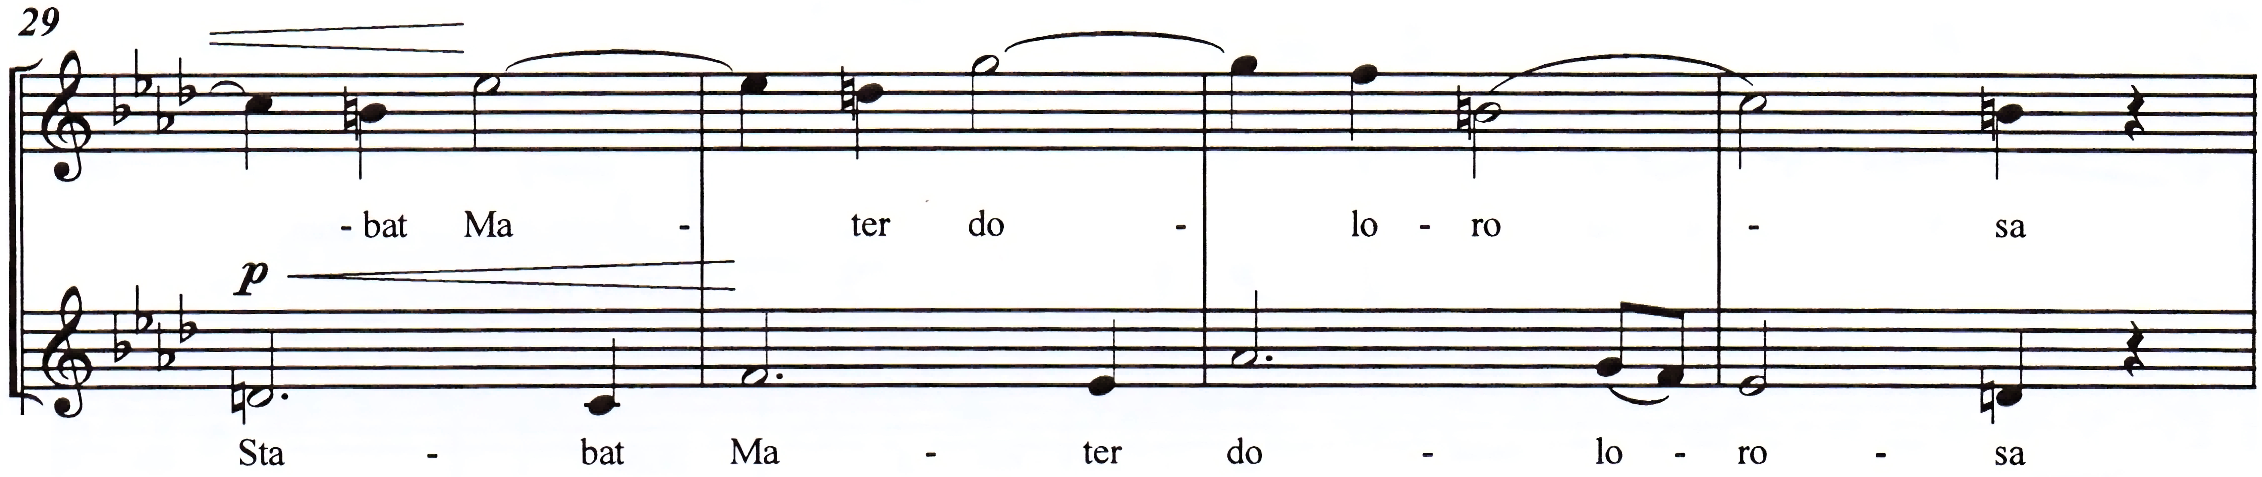 29
- bat Ma - ter do - lo - ro - sa
p
Sta - bat Ma - ter do - lo - ro - sa